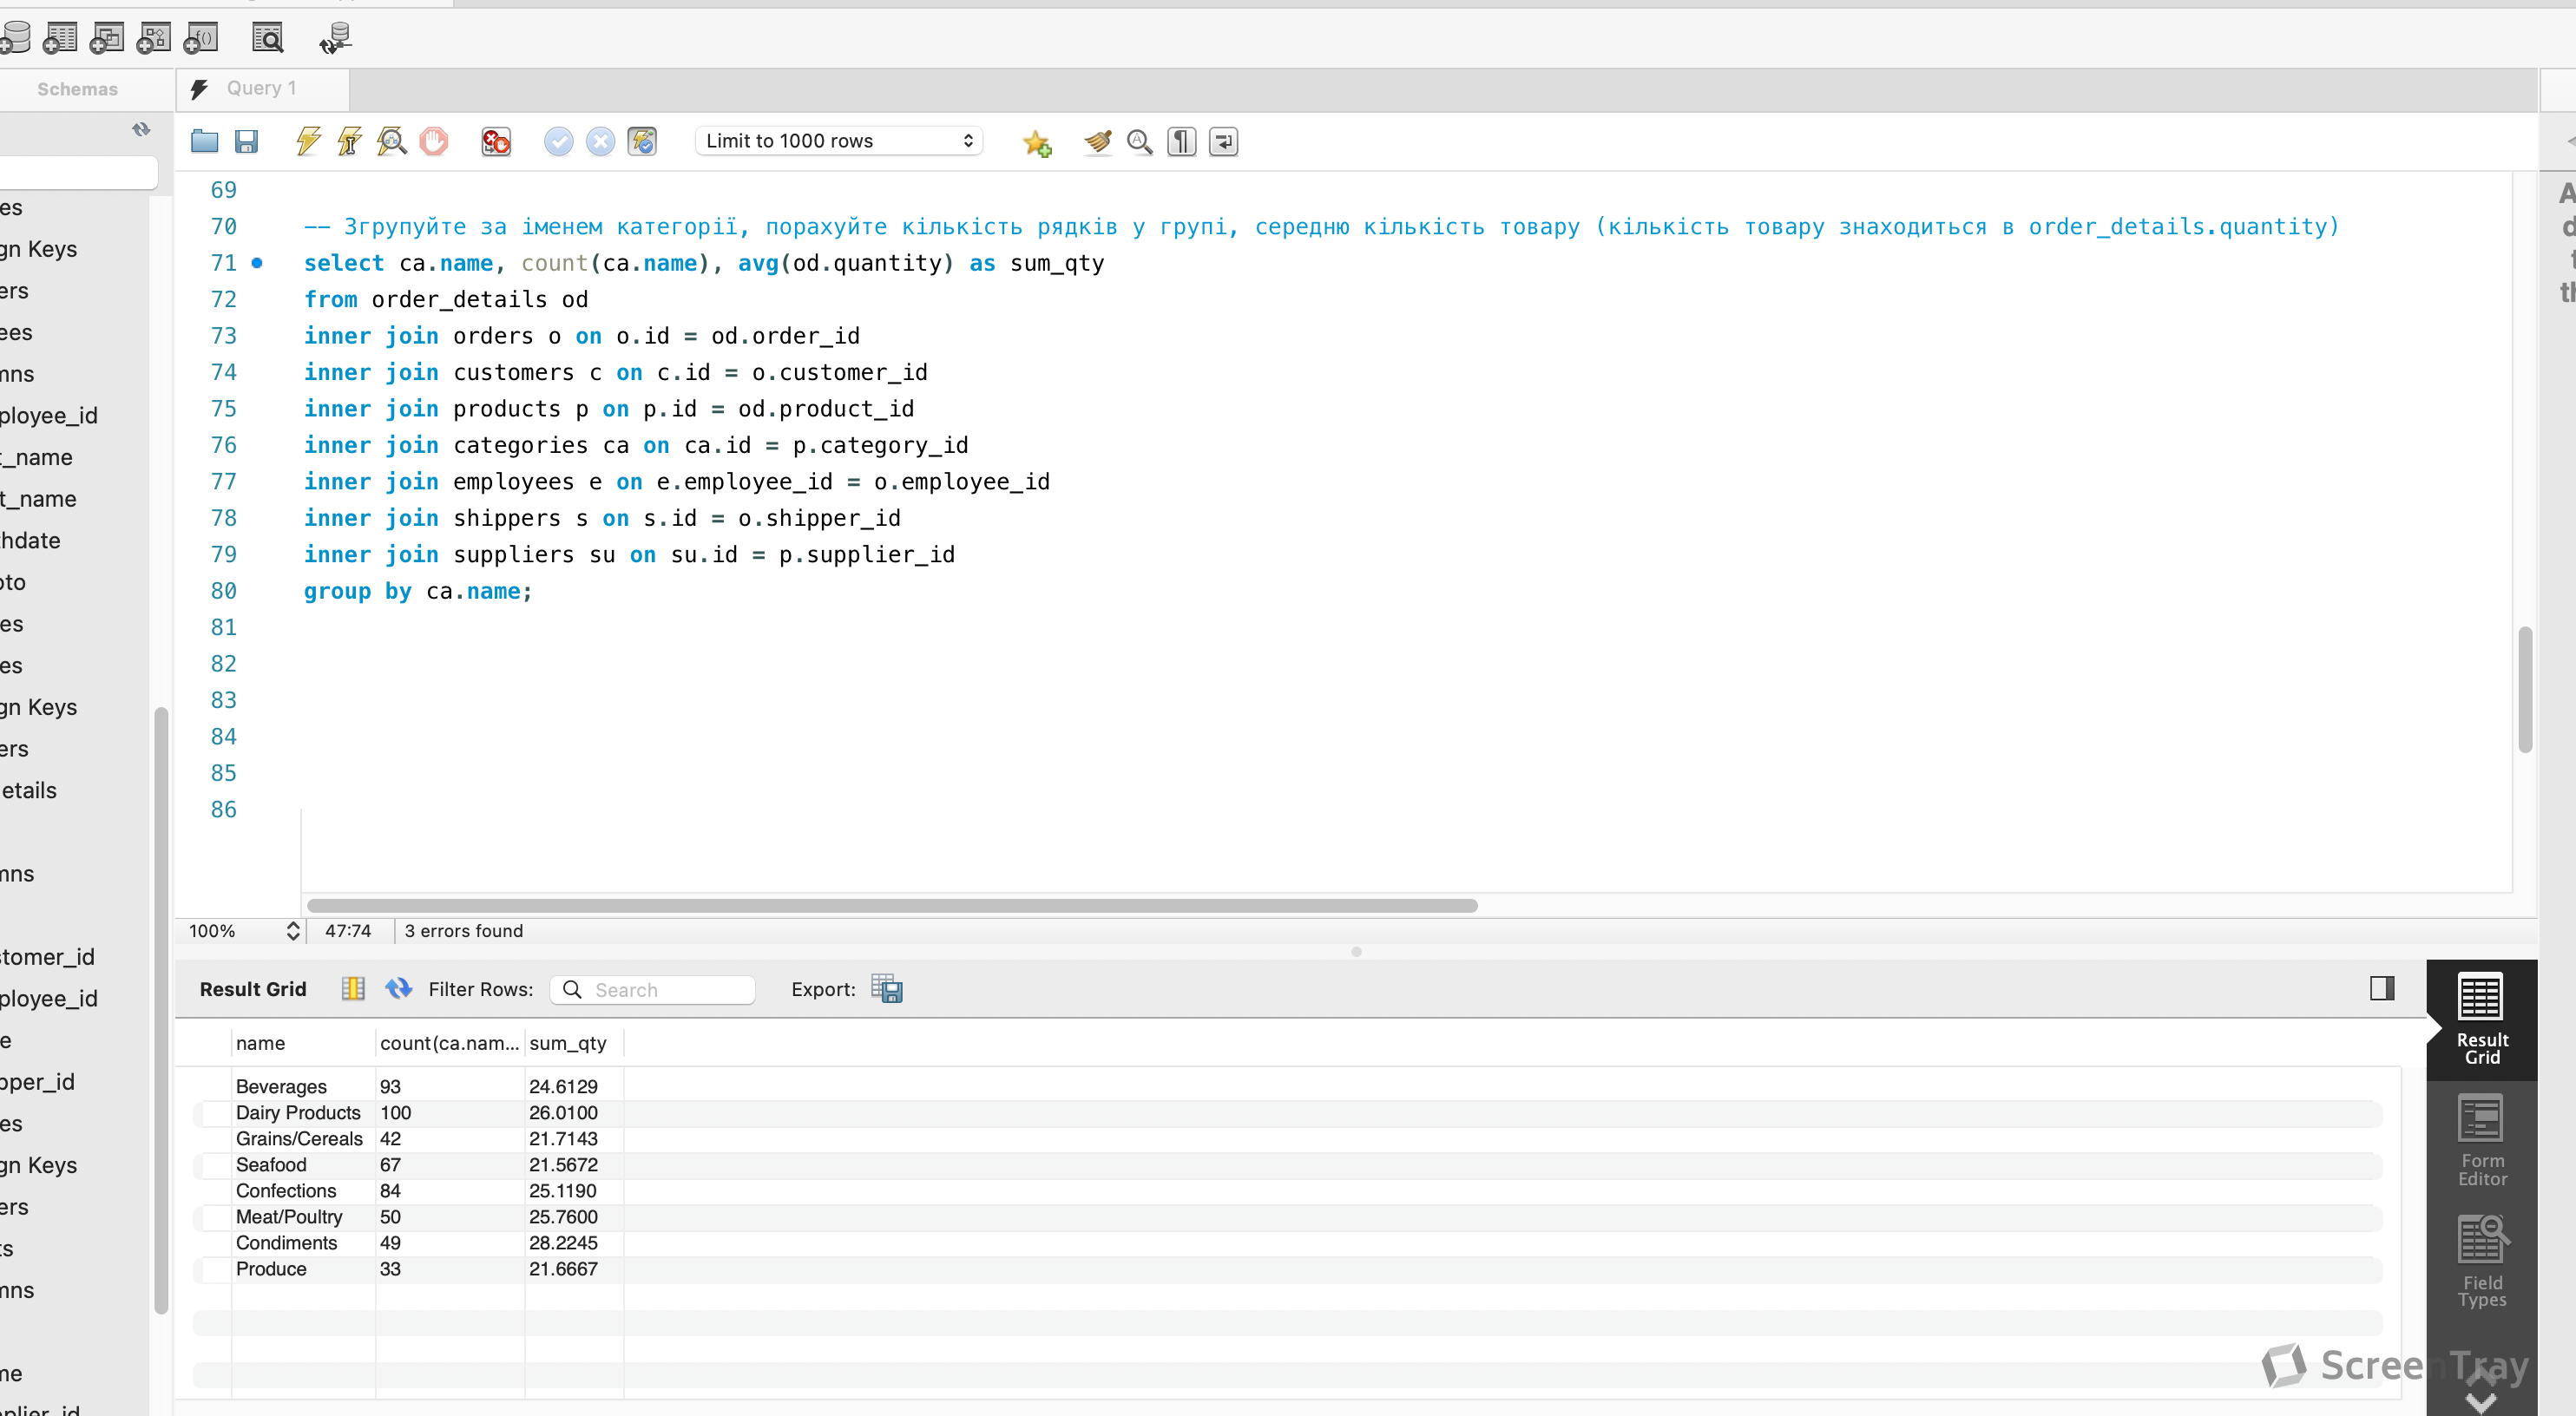 Schemas
Query 1
Limit to 1000 rows
es
gn Keys
ers
ees
mns
ployee_id
t_name
t_name
thdate
oto
es
es
gn Keys
ers
etails
mns
stomer_id
ployee_id
e
pper_id
es
gn Keys
ers
ts
mns
me
plier_id
69
70 -- Згрупуйте за іменем категорії, порахуйте кількість рядків у групі, середню кількість товару (кількість товару знаходиться в order_details.quantity)
71 select ca.name, count(ca.name), avg(od.quantity) as sum_qty
72 from order_details od
73 inner join orders o on o.id = od.order_id
74 inner join customers c on c.id = o.customer_id
75 inner join products p on p.id = od.product_id
76 inner join categories ca on ca.id = p.category_id
77 inner join employees e on e.employee_id = o.employee_id
78 inner join shippers s on s.id = o.shipper_id
79 inner join suppliers su on su.id = p.supplier_id
80 group by ca.name;
81
82
83
84
85
86
100% 47:74 3 errors found
Result Grid Filter Rows: Search Export:
name count(ca.nam... sum_qty
Beverages 93 24.6129
Dairy Products 100 26.0100
Grains/Cereals 42 21.7143
Seafood 67 21.5672
Confections 84 25.1190
Meat/Poultry 50 25.7600
Condiments 49 28.2245
Produce 33 21.6667
Result
Grid
Form
Editor
Field
Types
ScreenTray